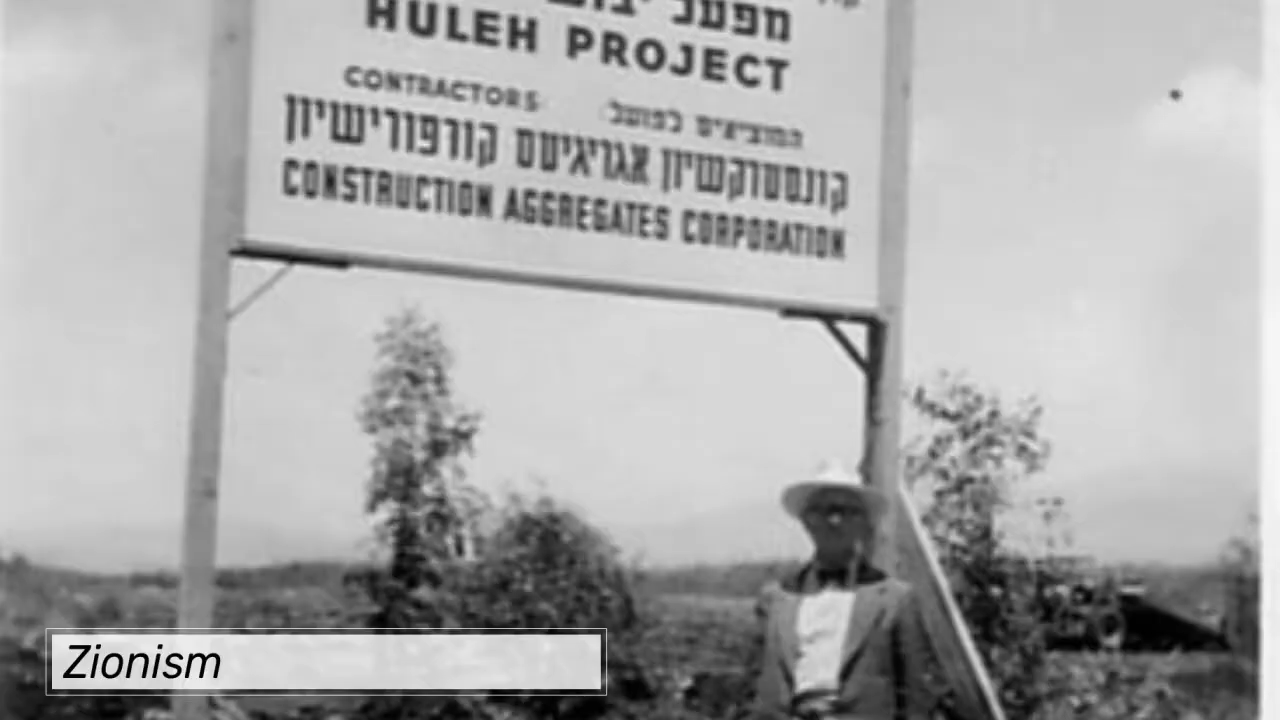 מפעל
HULEH PROJECT
CONTRACTORS: המוציאים לפועל:
קונסטרוקשיון אגריגיטס קורפורישיון
CONSTRUCTION AGGREGATES CORPORATION
Zionism